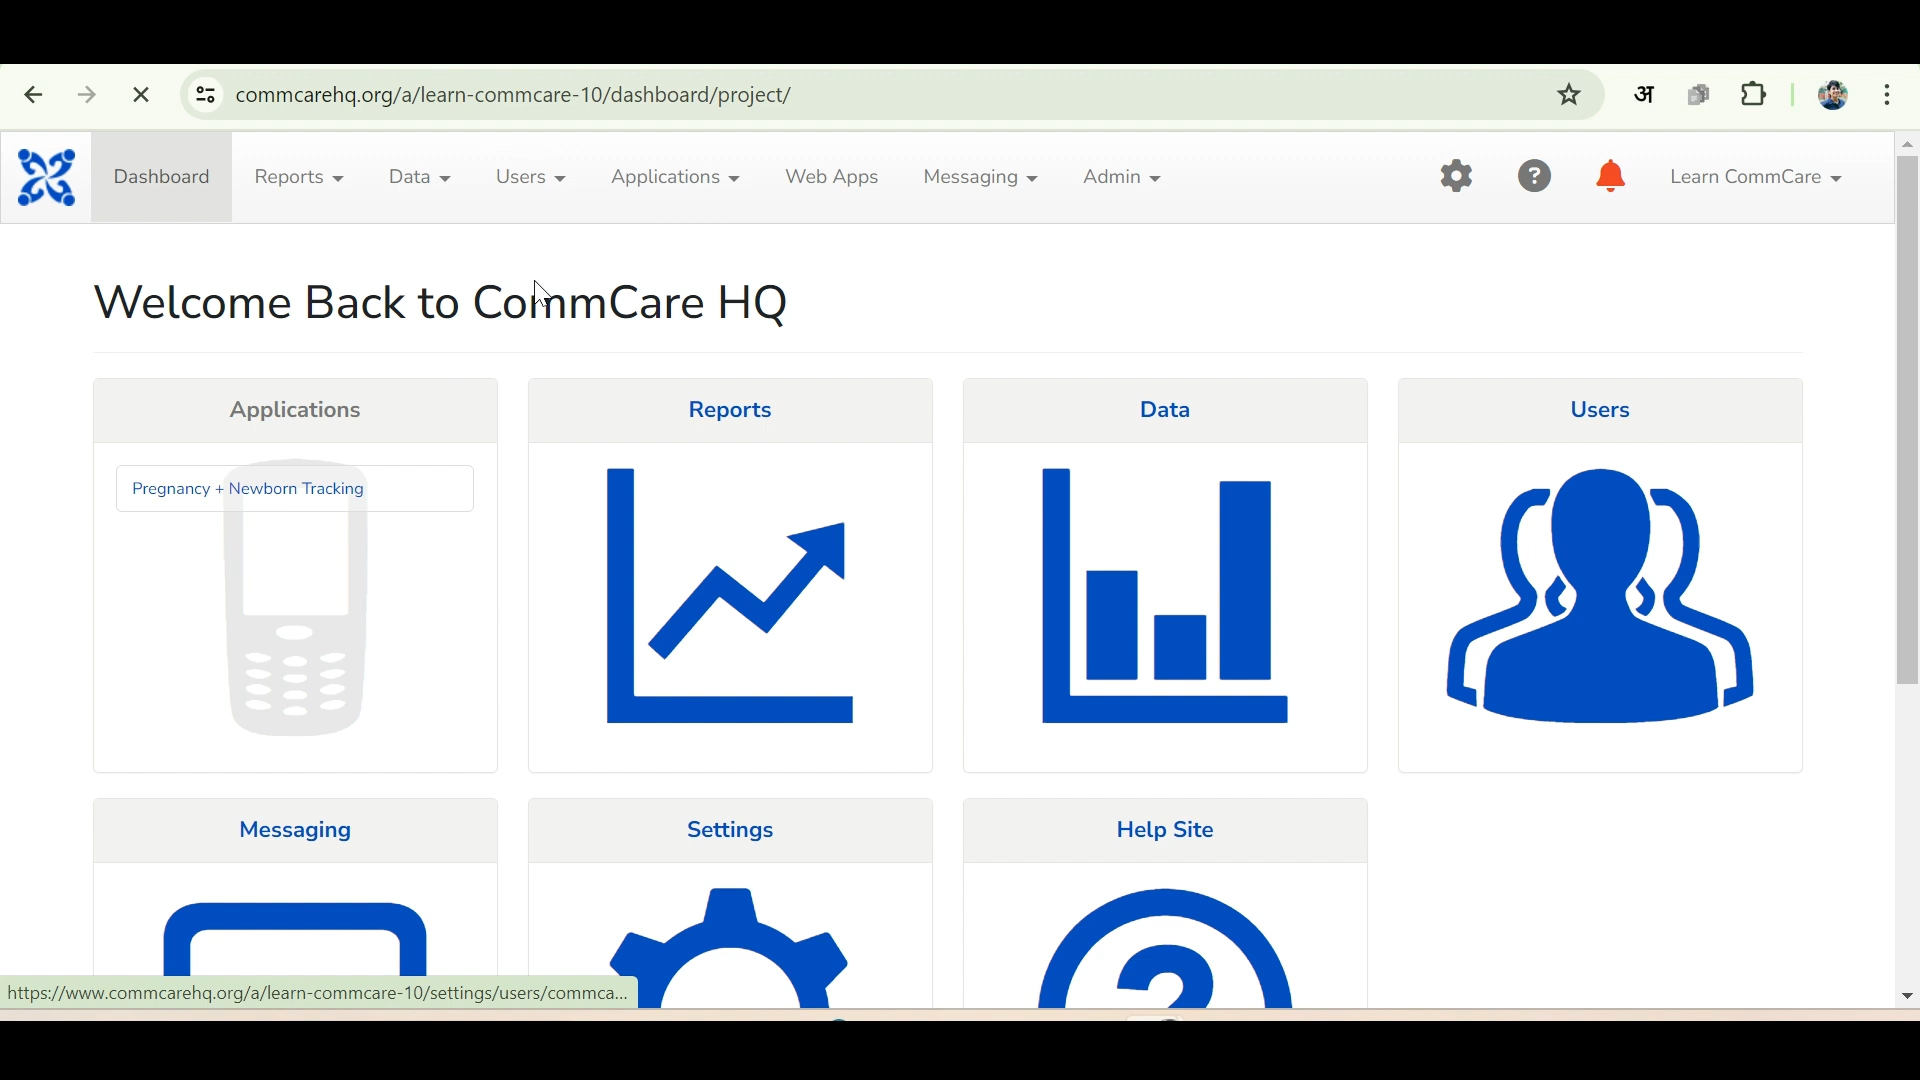 commcarehq.org/a/learn-commcare-10/dashboard/project/
अ
Dashboard
Reports
Data
Users
Applications
Web Apps
Messaging
Admin
?
Learn CommCare
Welcome Back to CommCare HQ
Applications
Reports
Data
Users
Pregnancy + Newborn Tracking
Messaging
Settings
Help Site
?
https://www.commcarehq.org/a/learn-commcare-10/settings/users/commca...